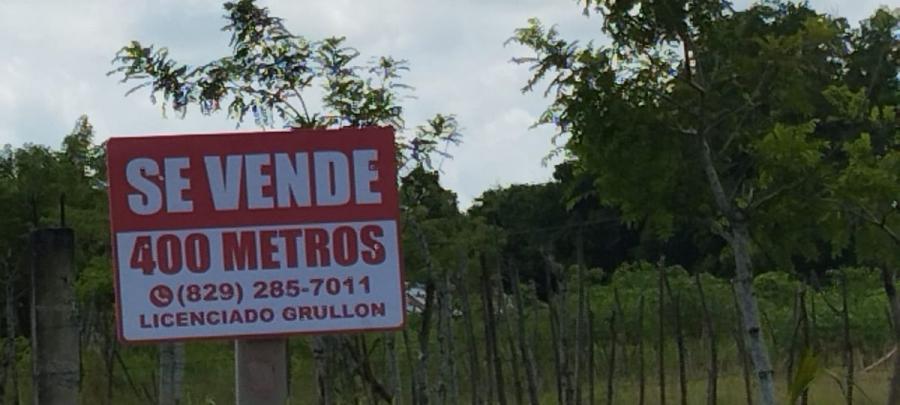 SE VENDE
400 METROS
(829) 285-7011
LICENCIADO GRULLON